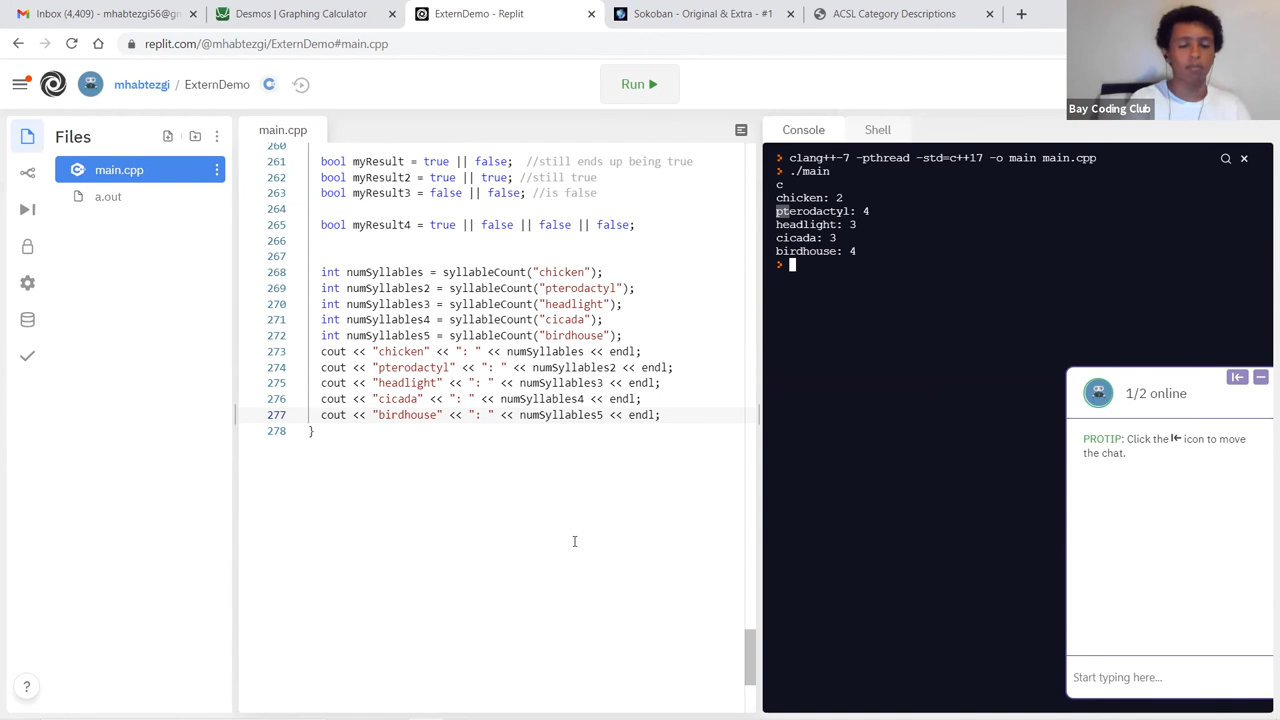 Inbox (4,409) - mhabtezgi56@gm
Desmos | Graphing Calculator
ExternDemo - Replit
Sokoban - Original & Extra - #1
ACSL Category Descriptions
replit.com/@mhabtezgi/ExternDemo#main.cpp
mhabtezgi / ExternDemo
Run
Bay Coding Club
Files
main.cpp
a.out
main.cpp
260
261 bool myResult = true || false; //still ends up being true
262 bool myResult2 = true || true; //still true
263 bool myResult3 = false || false; //is false
264
265 bool myResult4 = true || false || false || false;
266
267
268 int numSyllables = syllableCount("chicken");
269 int numSyllables2 = syllableCount("pterodactyl");
270 int numSyllables3 = syllableCount("headlight");
271 int numSyllables4 = syllableCount("cicada");
272 int numSyllables5 = syllableCount("birdhouse");
273 cout << "chicken" << ": " << numSyllables << endl;
274 cout << "pterodactyl" << ": " << numSyllables2 << endl;
275 cout << "headlight" << ": " << numSyllables3 << endl;
276 cout << "cicada" << ": " << numSyllables4 << endl;
277 cout << "birdhouse" << ": " << numSyllables5 << endl;
278 }
Console
Shell
clang++-7 -pthread -std=c++17 -o main main.cpp
./main
c
chicken: 2
pterodactyl: 4
headlight: 3
cicada: 3
birdhouse: 4
1/2 online
PROTIP: Click the icon to move
the chat.
Start typing here...
?